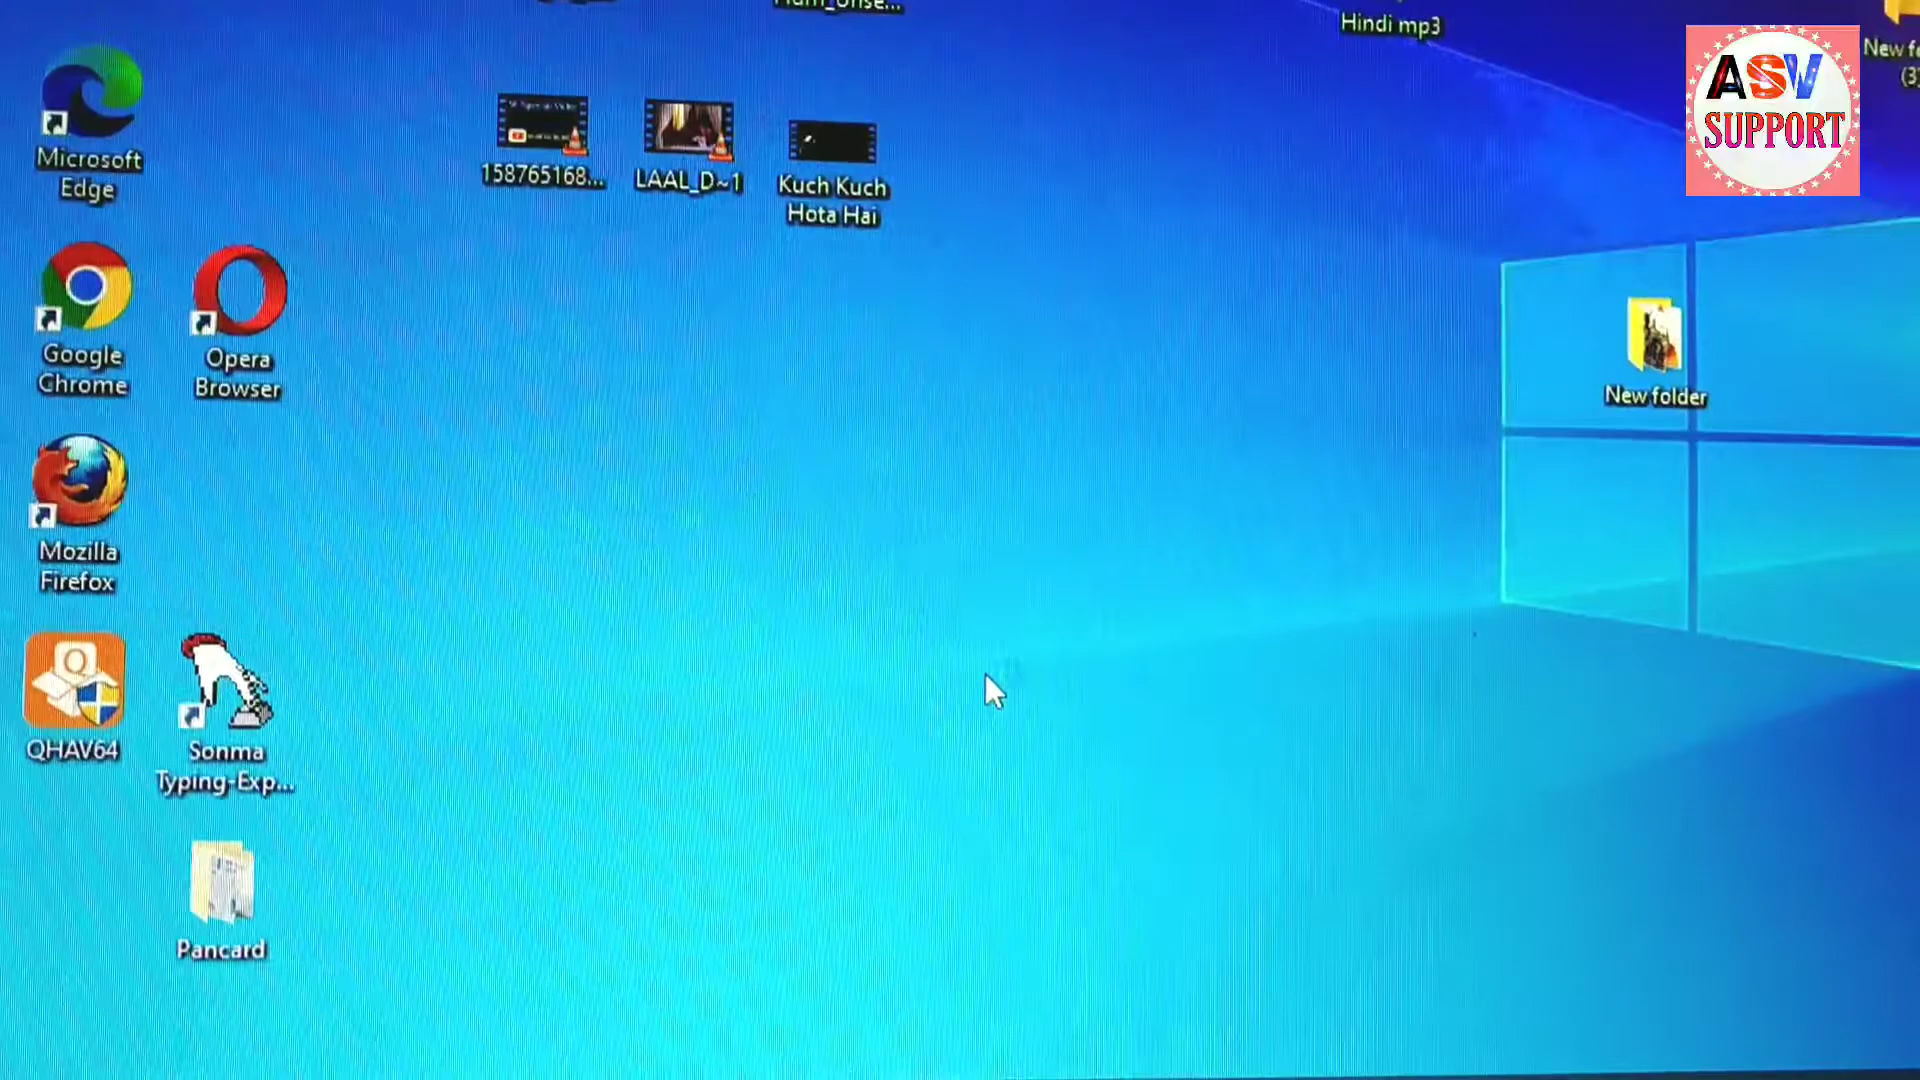 Hindi mp3
ASV
SUPPORT
Microsoft
Edge
158765168...
LAAL_D~1
Kuch Kuch
Hota Hai
Google
Chrome
Opera
Browser
New folder
Mozilla
Firefox
QHAV64
Sonma
Typing-Exp...
Pancard